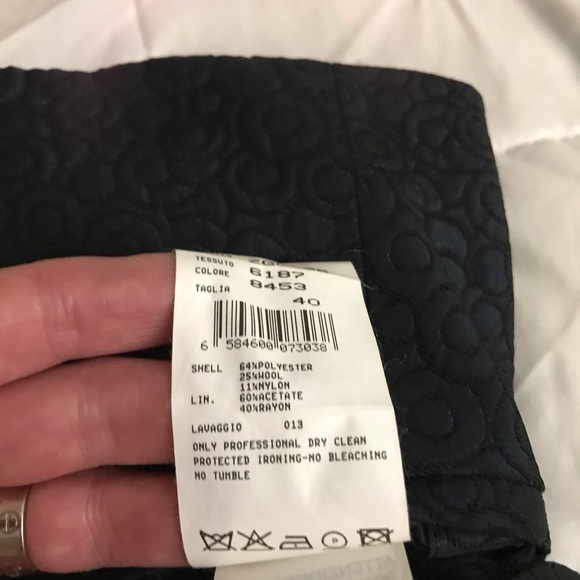 TESSUTO
COLORE 6187
TAGLIA 8453
40
6 584600 073038
SHELL 64%POLYESTER
25%WOOL
11%NYLON
LIN. 60%ACETATE
40%RAYON
LAVAGGIO 013
ONLY PROFESSIONAL DRY CLEAN
PROTECTED IRONING-NO BLEACHING
NO TUMBLE